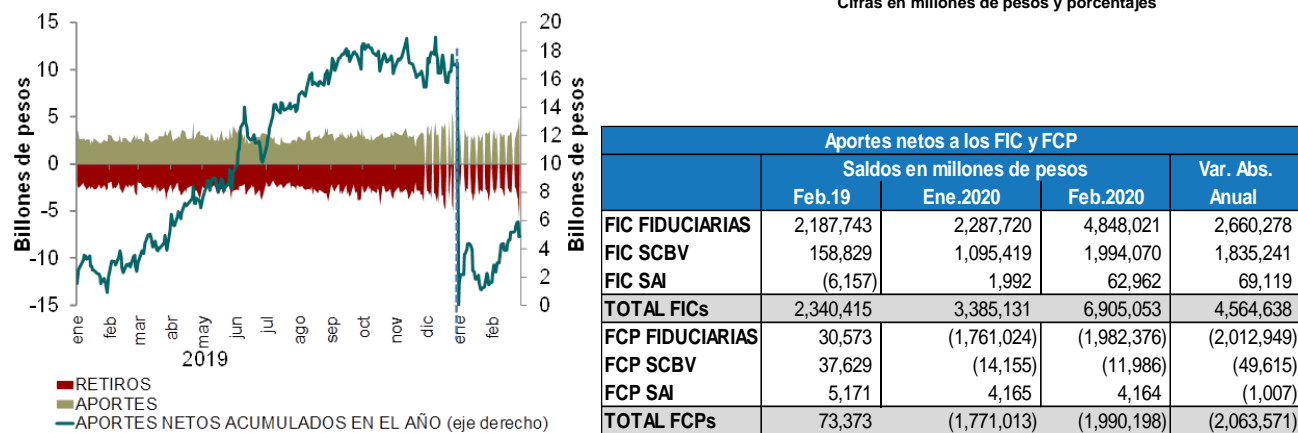 Cifras en millones de pesos y porcentajes
Billones de pesos
15
10
5
0
-5
-10
-15
20
18
16
14
12
10
8
6
4
2
0
Billones de pesos
ene feb mar abr may jun jul ago sep oct nov dic ene feb
2019
RETIROS
APORTES
APORTES NETOS ACUMULADOS EN EL AÑO (eje derecho)
Aportes netos a los FIC y FCP
Saldos en millones de pesos Var. Abs.
Feb.19 Ene.2020 Feb.2020 Anual
FIC FIDUCIARIAS 2,187,743 2,287,720 4,848,021 2,660,278
FIC SCBV 158,829 1,095,419 1,994,070 1,835,241
FIC SAI (6,157) 1,992 62,962 69,119
TOTAL FICs 2,340,415 3,385,131 6,905,053 4,564,638
FCP FIDUCIARIAS 30,573 (1,761,024) (1,982,376) (2,012,949)
FCP SCBV 37,629 (14,155) (11,986) (49,615)
FCP SAI 5,171 4,165 4,164 (1,007)
TOTAL FCPs 73,373 (1,771,013) (1,990,198) (2,063,571)